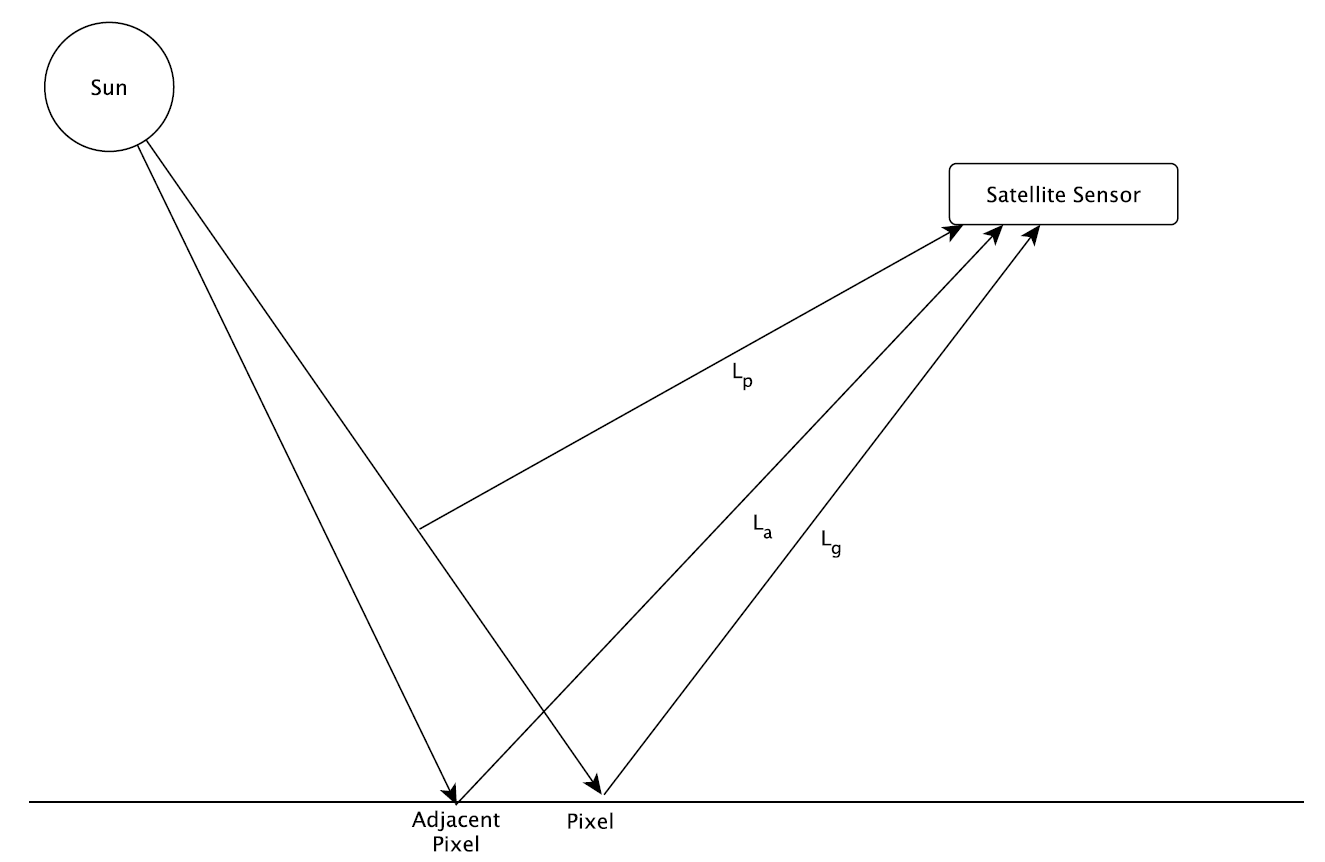 Sun
Satellite Sensor
Lp
La
Lg
Adjacent
Pixel
Pixel